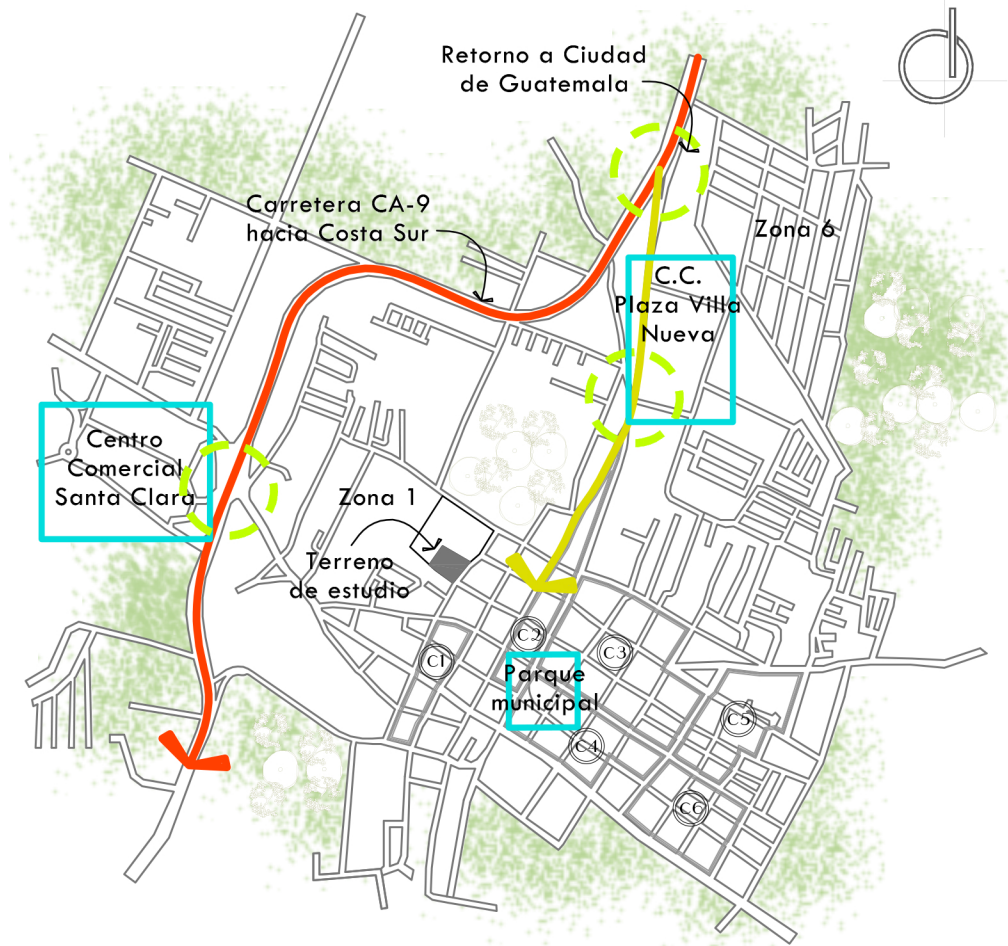 Retorno a Ciudad
de Guatemala
Carretera CA-9
hacia Costa Sur
Zona 6
C.C.
Plaza Villa
Nueva
Centro
Comercial
Santa Clara
Zona 1
Terreno
de estudio
C1
C2
C3
Parque
municipal
C4
C5
C6